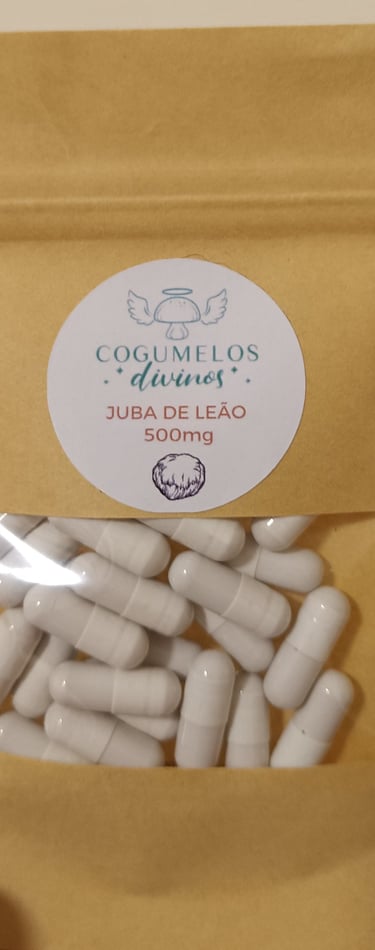 COGUMELOS
divinos
JUBA DE LEÃO
500mg